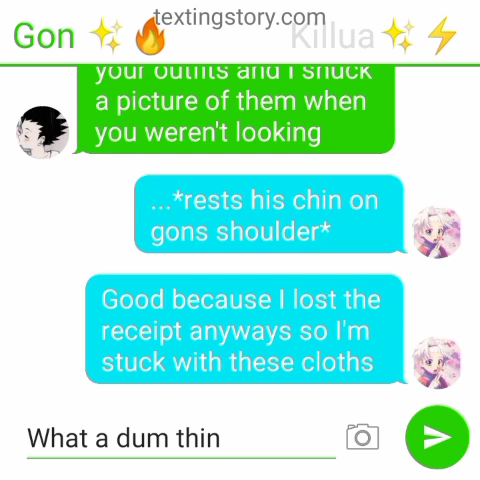 textingstory.com
Gon ✨🔥 Killua✨⚡
your outfits and I snuck
a picture of them when
you weren't looking
...*rests his chin on
gons shoulder*
Good because I lost the
receipt anyways so I'm
stuck with these cloths
What a dum thin